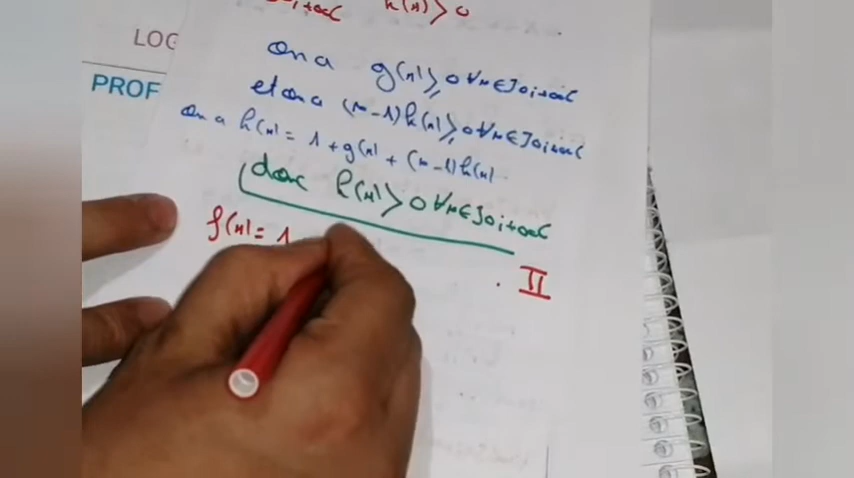 h(x) > 0
LOG
PROF
on a g(x) ⩾ 0 ∀x∈]0;+∞[
et on a (x-1)h(x) ⩾ 0 ∀x∈]0;+∞[
on a h(x) = 1 + g(x) + (x-1)h(x)
donc h(x) > 0 ∀x∈]0;+∞[
f(x) = 1
. II